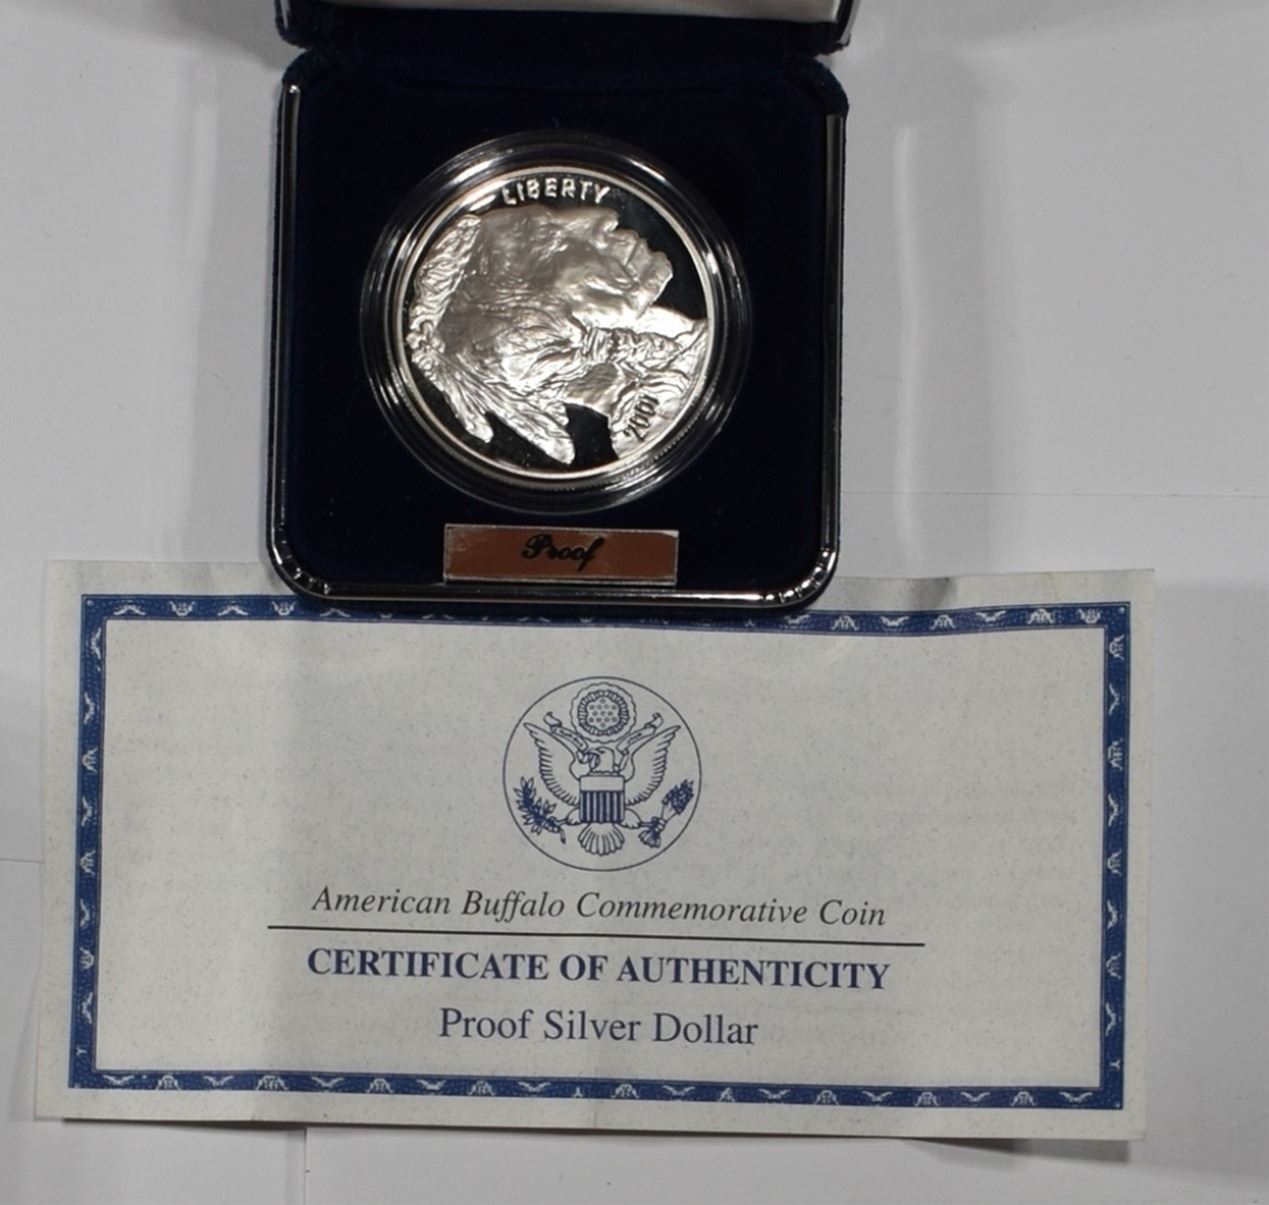 LIBERTY
2001
Proof
American Buffalo Commemorative Coin
CERTIFICATE OF AUTHENTICITY
Proof Silver Dollar